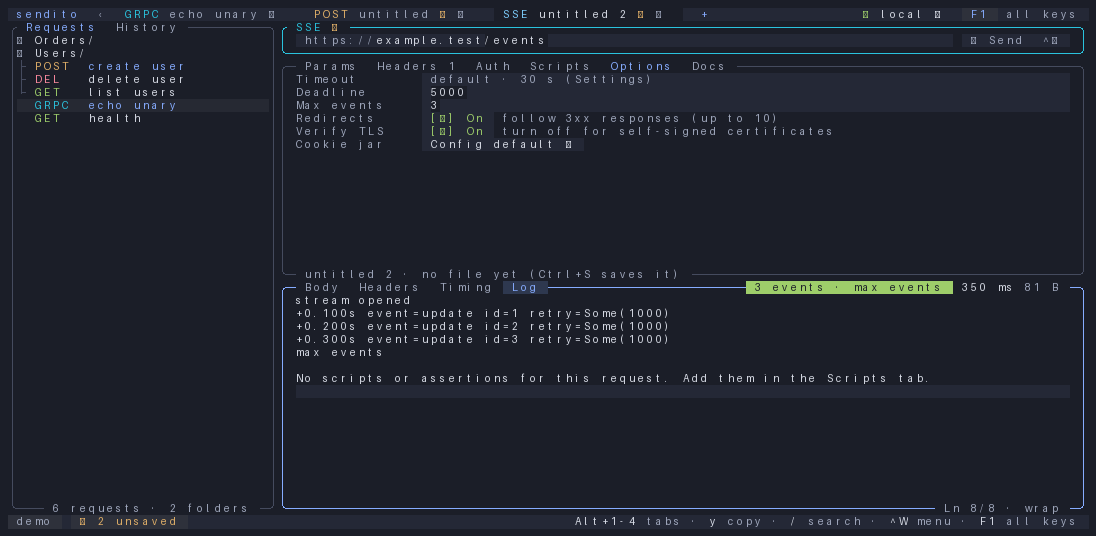 sendito ‹ GRPC echo unary POST untitled SSE untitled 2 + local F1 all keys
Requests History
Orders/
Users/
POST create user
DEL delete user
GET list users
GRPC echo unary
GET health
6 requests · 2 folders
SSE
https://example.test/events Send ^
Params Headers 1 Auth Scripts Options Docs
Timeout default · 30 s (Settings)
Deadline 5000
Max events 3
Redirects [ ] On follow 3xx responses (up to 10)
Verify TLS [ ] On turn off for self-signed certificates
Cookie jar Config default
untitled 2 · no file yet (Ctrl+S saves it)
Body Headers Timing Log 3 events · max events 350 ms 81 B
stream opened
+0.100s event=update id=1 retry=Some(1000)
+0.200s event=update id=2 retry=Some(1000)
+0.300s event=update id=3 retry=Some(1000)
max events
No scripts or assertions for this request. Add them in the Scripts tab.
Ln 8/8 · wrap
demo 2 unsaved Alt+1-4 tabs · y copy · / search · ^W menu · F1 all keys